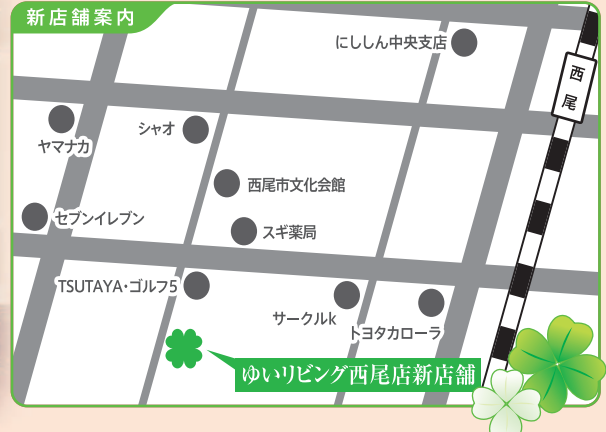 新店舗案内
にししん中央支店
西尾
ヤマナカ
シャオ
西尾市文化会館
セブンイレブン
スギ薬局
TSUTAYA・ゴルフ5
サークルk
トヨタカローラ
ゆいリビング西尾店新店舗